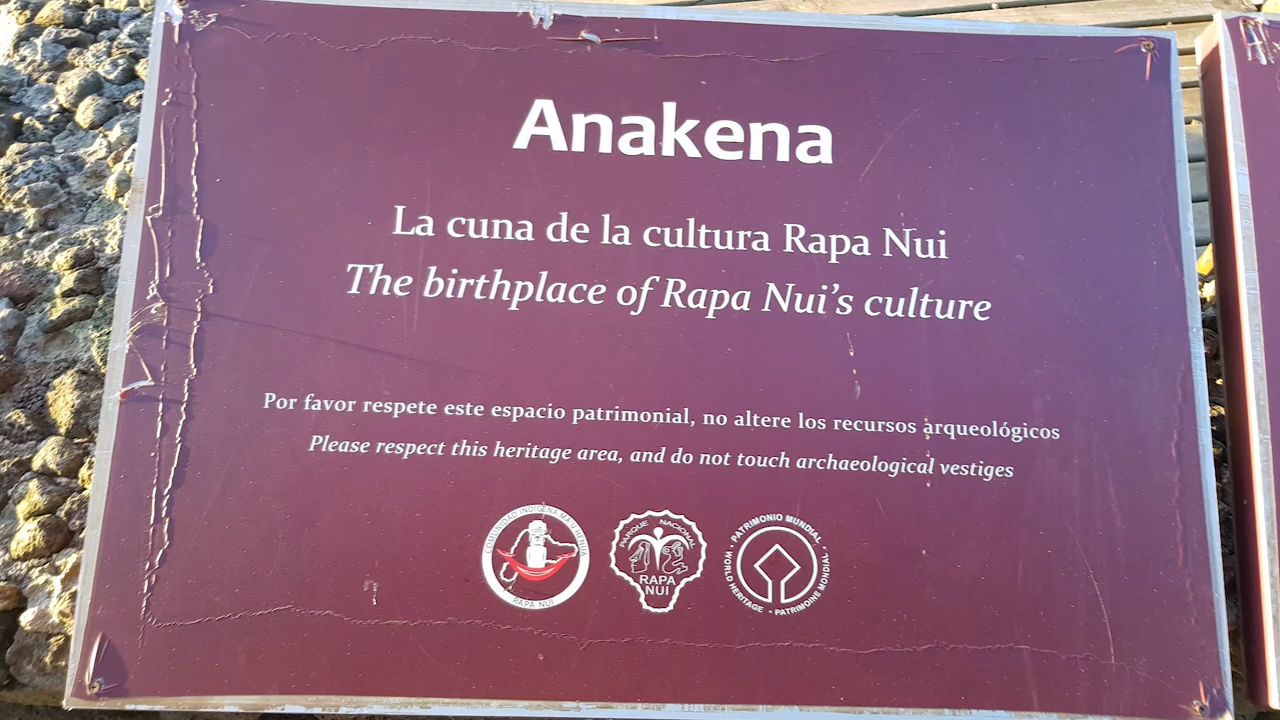 Anakena
La cuna de la cultura Rapa Nui
The birthplace of Rapa Nui's culture
Por favor respete este espacio patrimonial, no altere los recursos arqueológicos
Please respect this heritage area, and do not touch archaeological vestiges
COMUNIDAD INDÍGENA MA'U HENUA
RAPA NUI
PARQUE NACIONAL
RAPA
NUI
PATRIMONIO MUNDIAL
WORLD HERITAGE
PATRIMOINE MONDIAL